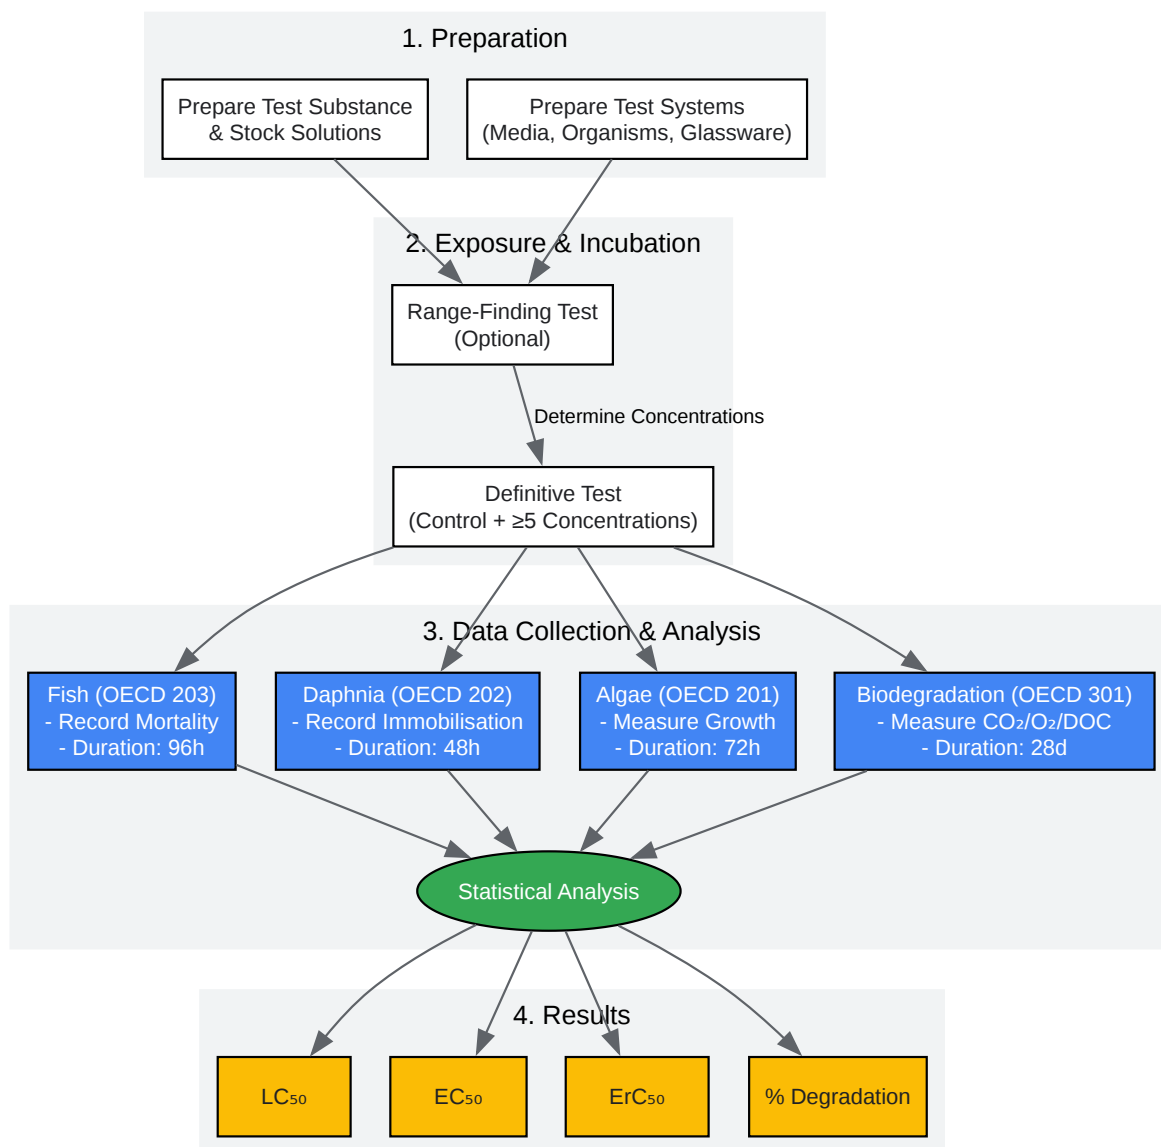 1. Preparation
Prepare Test Substance
& Stock Solutions
Prepare Test Systems
(Media, Organisms, Glassware)
2. Exposure & Incubation
Range-Finding Test
(Optional)
Determine Concentrations
Definitive Test
(Control + ≥5 Concentrations)
3. Data Collection & Analysis
Fish (OECD 203)
- Record Mortality
- Duration: 96h
Daphnia (OECD 202)
- Record Immobilisation
- Duration: 48h
Algae (OECD 201)
- Measure Growth
- Duration: 72h
Biodegradation (OECD 301)
- Measure CO₂/O₂/DOC
- Duration: 28d
Statistical Analysis
4. Results
LC₅₀
EC₅₀
ErC₅₀
% Degradation